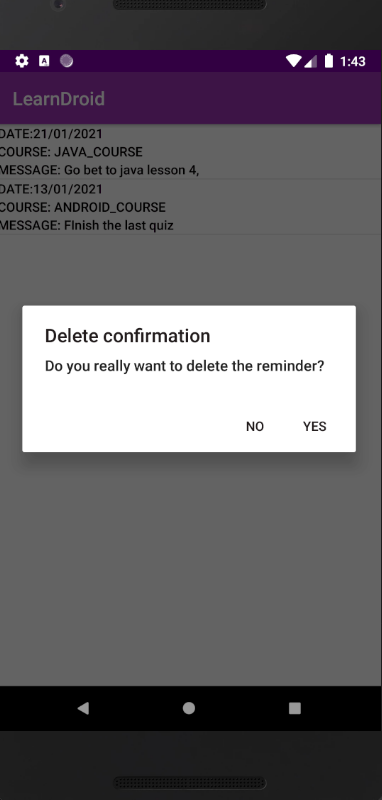 1:43
LearnDroid
DATE:21/01/2021
COURSE: JAVA_COURSE
MESSAGE: Go bet to java lesson 4,
DATE:13/01/2021
COURSE: ANDROID_COURSE
MESSAGE: FInish the last quiz
Delete confirmation
Do you really want to delete the reminder?
NO YES